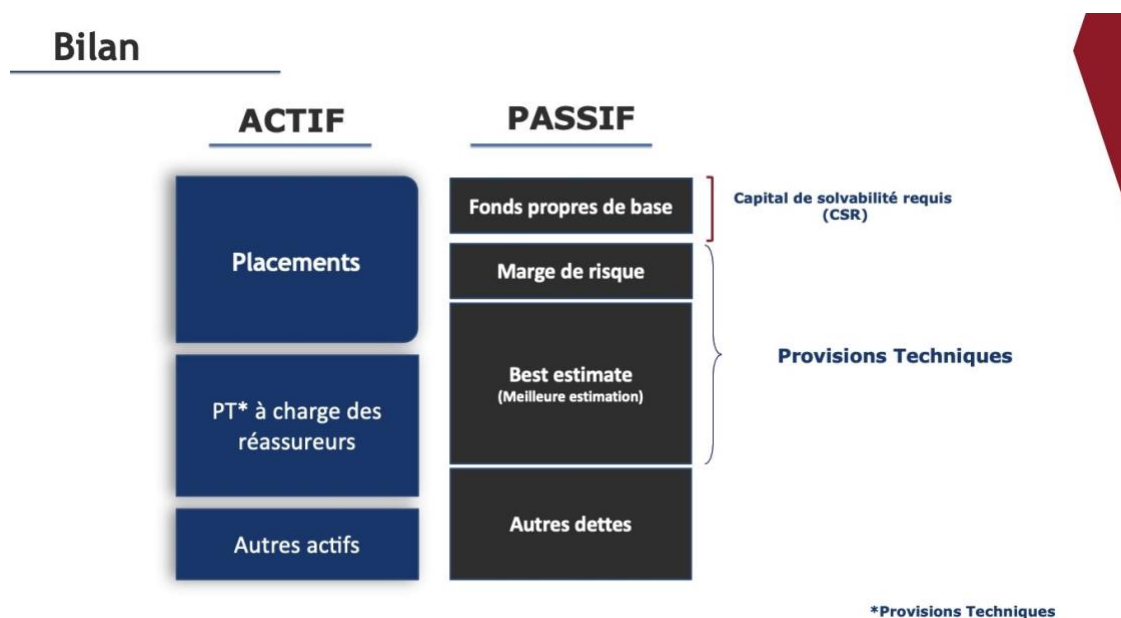 Bilan
ACTIF
PASSIF
Placements
PT* à charge des
réassureurs
Autres actifs
Fonds propres de base
Marge de risque
Best estimate
(Meilleure estimation)
Autres dettes
Capital de solvabilité requis
(CSR)
Provisions Techniques
*Provisions Techniques